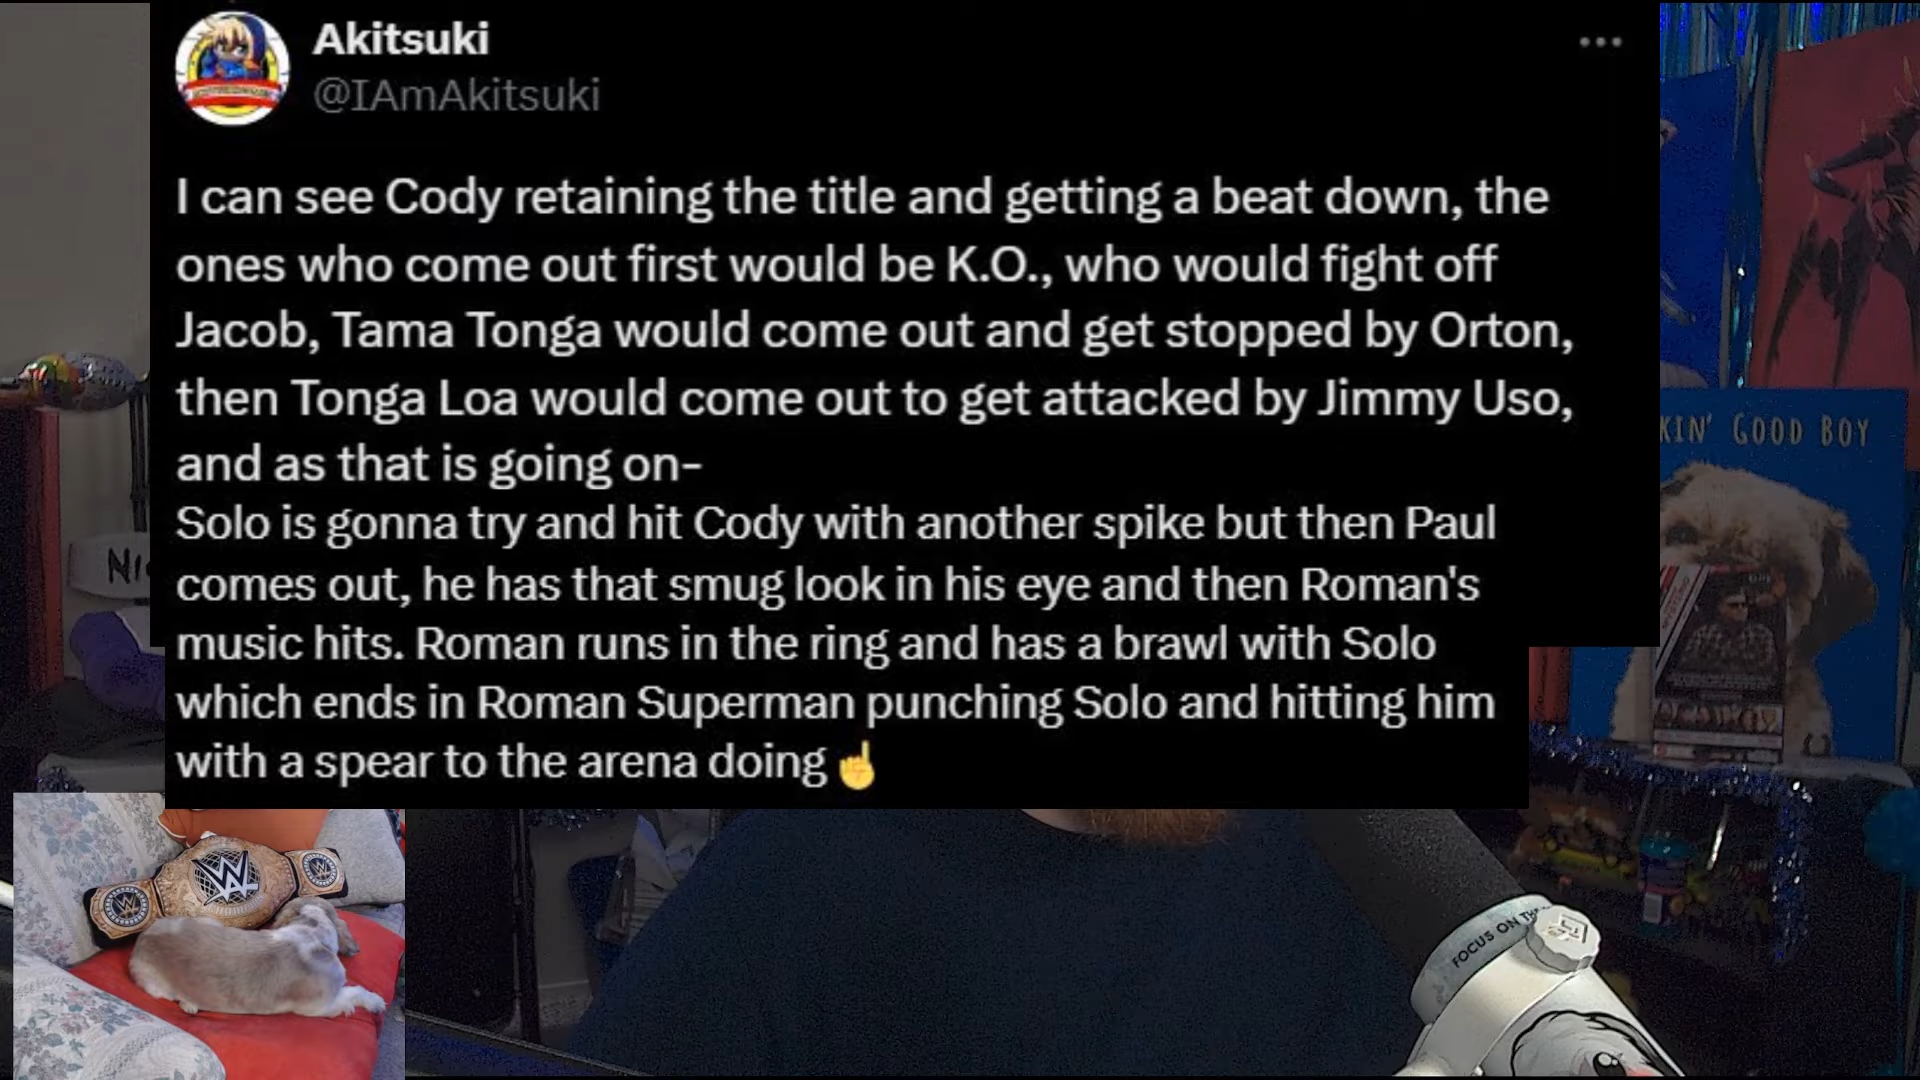 Akitsuki
@IAmAkitsuki
I can see Cody retaining the title and getting a beat down, the
ones who come out first would be K.O., who would fight off
Jacob, Tama Tonga would come out and get stopped by Orton,
then Tonga Loa would come out to get attacked by Jimmy Uso,
and as that is going on-
Solo is gonna try and hit Cody with another spike but then Paul
comes out, he has that smug look in his eye and then Roman's
music hits. Roman runs in the ring and has a brawl with Solo
which ends in Roman Superman punching Solo and hitting him
with a spear to the arena doing ☝
KIN' GOOD BOY
FOCUS ON